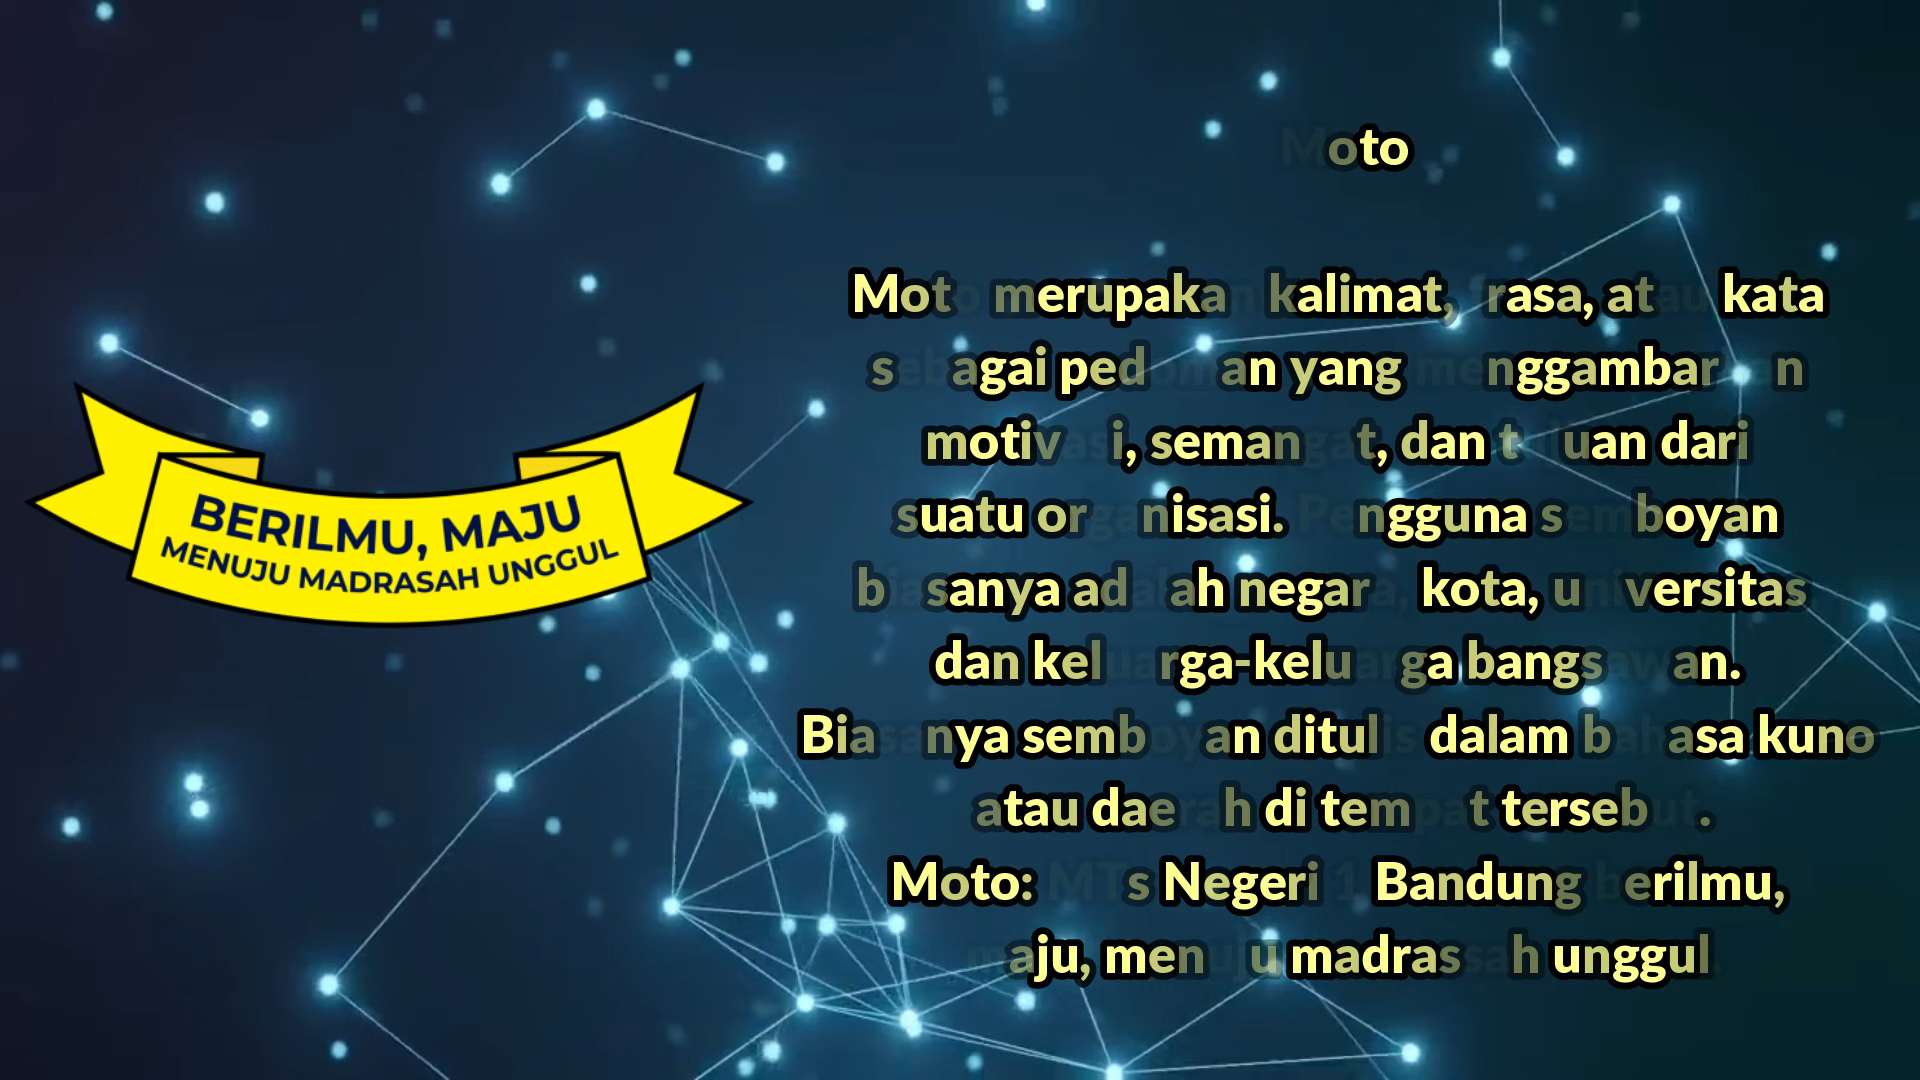 BERILMU, MAJU
MENUJU MADRASAH UNGGUL
Moto
Moto merupakan kalimat, frasa, atau kata
sebagai pedoman yang menggambarkan
motivasi, semangat, dan tujuan dari
suatu organisasi. Pengguna semboyan
biasanya adalah negara, kota, universitas
dan keluarga-keluarga bangsawan.
Biasanya semboyan ditulis dalam bahasa kuno
atau daerah di tempat tersebut.
Moto: MTs Negeri 1 Bandung berilmu,
maju, menuju madrassah unggul.